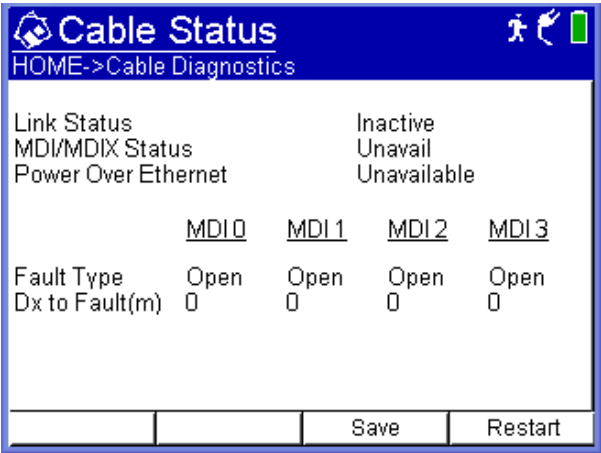 Cable Status
HOME->Cable Diagnostics
Link Status Inactive
MDI/MDIX Status Unavail
Power Over Ethernet Unavailable
MDI 0 MDI 1 MDI 2 MDI 3
Fault Type Open Open Open Open
Dx to Fault(m) 0 0 0 0
Save Restart